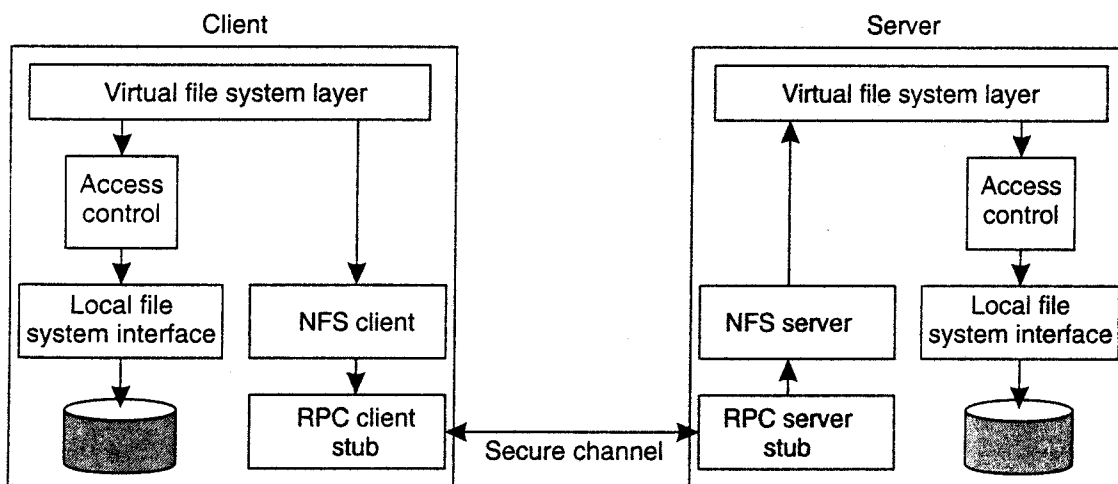 Client
Server
Virtual file system layer
Virtual file system layer
Access
control
Access
control
Local file
system interface
NFS client
NFS server
Local file
system interface
RPC client
stub
Secure channel
RPC server
stub